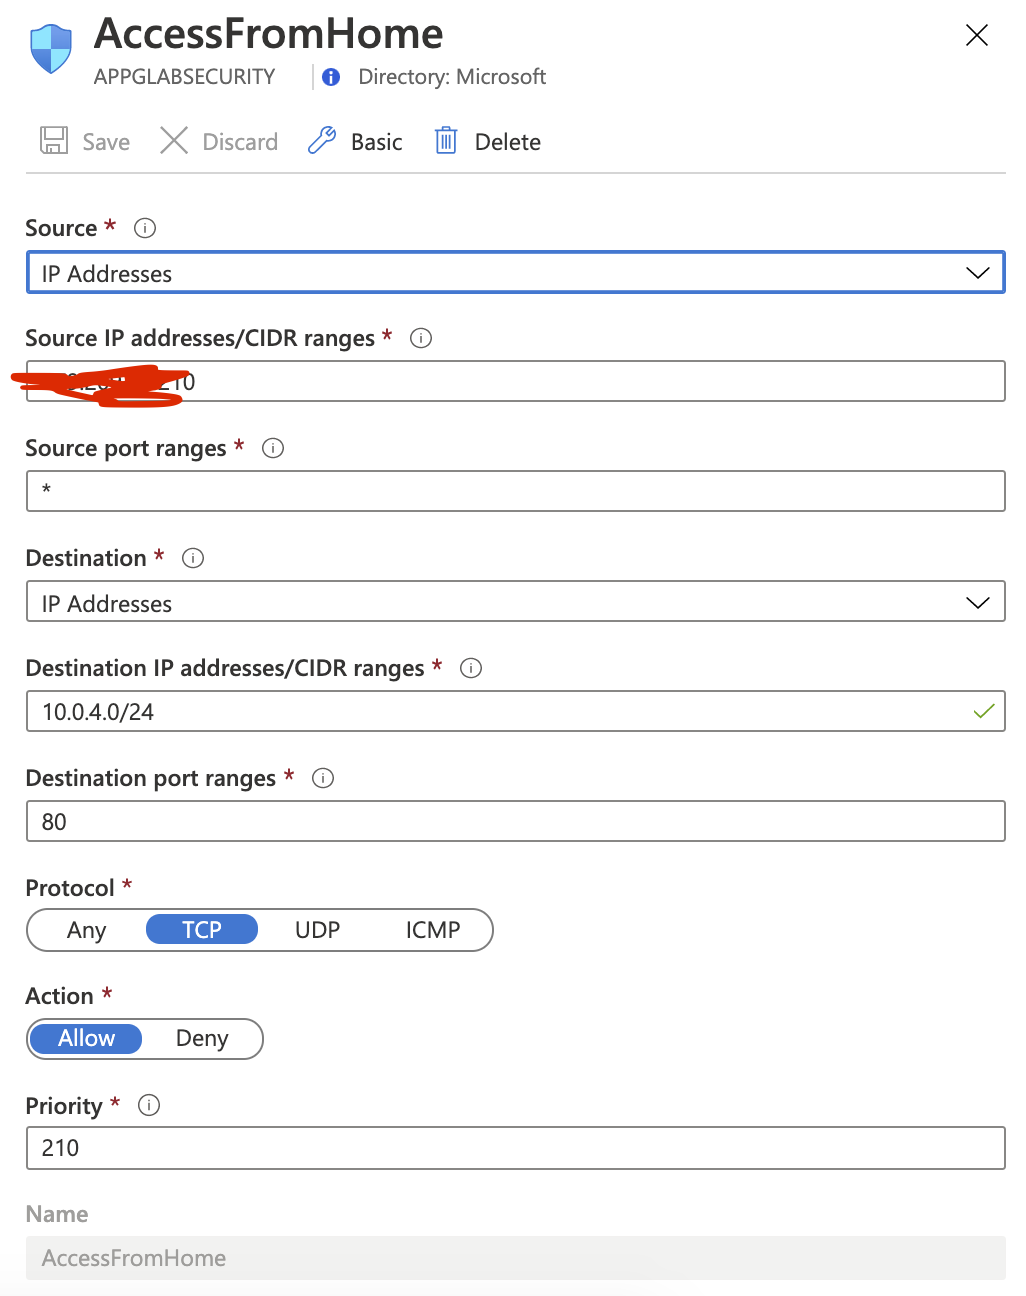 AccessFromHome
APPGLABSECURITY
Directory: Microsoft
Save Discard Basic Delete
Source *
IP Addresses
Source IP addresses/CIDR ranges *
Source port ranges *
*
Destination *
IP Addresses
Destination IP addresses/CIDR ranges *
10.0.4.0/24
Destination port ranges *
80
Protocol *
Any TCP UDP ICMP
Action *
Allow Deny
Priority *
210
Name
AccessFromHome